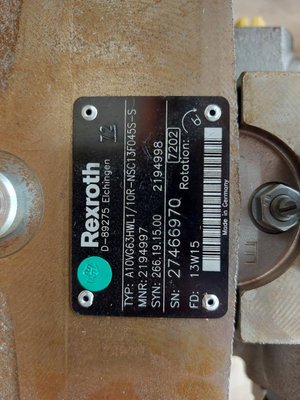 Rexroth
D-89275 Elchingen
72
TYP: A10VG63HWL1/10R-NSC13F045S-S
MNR: 2194997
2194998
SYN: 266.19.15.00
7202
SN: 27466970
Rotation:
FD: 13W15
Made in Germany